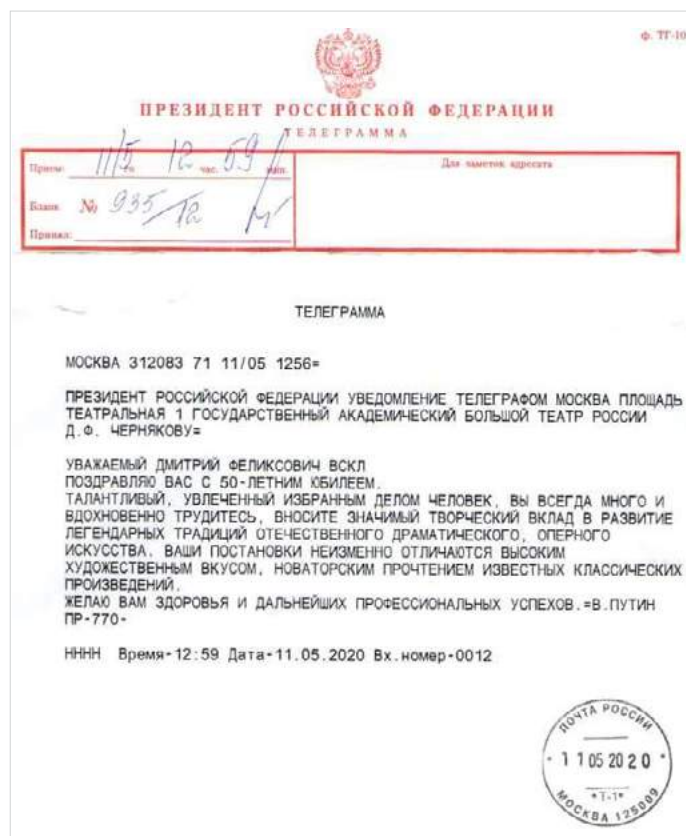 ф. ТГ-10
ПРЕЗИДЕНТ РОССИЙСКОЙ ФЕДЕРАЦИИ
ТЕЛЕГРАММА
Прием: 11/5 го 12 час. 59 мин.
Для заметок адресата
Бланк № 935/12
Принял:
ТЕЛЕГРАММА
МОСКВА 312083 71 11/05 1256=
ПРЕЗИДЕНТ РОССИЙСКОЙ ФЕДЕРАЦИИ УВЕДОМЛЕНИЕ ТЕЛЕГРАФОМ МОСКВА ПЛОЩАДЬ
ТЕАТРАЛЬНАЯ 1 ГОСУДАРСТВЕННЫЙ АКАДЕМИЧЕСКИЙ БОЛЬШОЙ ТЕАТР РОССИИ
Д.Ф. ЧЕРНЯКОВУ=
УВАЖАЕМЫЙ ДМИТРИЙ ФЕЛИКСОВИЧ ВСКЛ
ПОЗДРАВЛЯЮ ВАС С 50-ЛЕТНИМ ЮБИЛЕЕМ.
ТАЛАНТЛИВЫЙ, УВЛЕЧЕННЫЙ ИЗБРАННЫМ ДЕЛОМ ЧЕЛОВЕК, ВЫ ВСЕГДА МНОГО И
ВДОХНОВЕННО ТРУДИТЕСЬ, ВНОСИТЕ ЗНАЧИМЫЙ ТВОРЧЕСКИЙ ВКЛАД В РАЗВИТИЕ
ЛЕГЕНДАРНЫХ ТРАДИЦИЙ ОТЕЧЕСТВЕННОГО ДРАМАТИЧЕСКОГО, ОПЕРНОГО
ИСКУССТВА. ВАШИ ПОСТАНОВКИ НЕИЗМЕННО ОТЛИЧАЮТСЯ ВЫСОКИМ
ХУДОЖЕСТВЕННЫМ ВКУСОМ, НОВАТОРСКИМ ПРОЧТЕНИЕМ ИЗВЕСТНЫХ КЛАССИЧЕСКИХ
ПРОИЗВЕДЕНИЙ.
ЖЕЛАЮ ВАМ ЗДОРОВЬЯ И ДАЛЬНЕЙШИХ ПРОФЕССИОНАЛЬНЫХ УСПЕХОВ.=В.ПУТИН
ПР-770-
НННН Время-12:59 Дата-11.05.2020 Вх.номер-0012
ПОЧТА РОССИИ
11 05 2020
*Т-1*
МОСКВА 125009